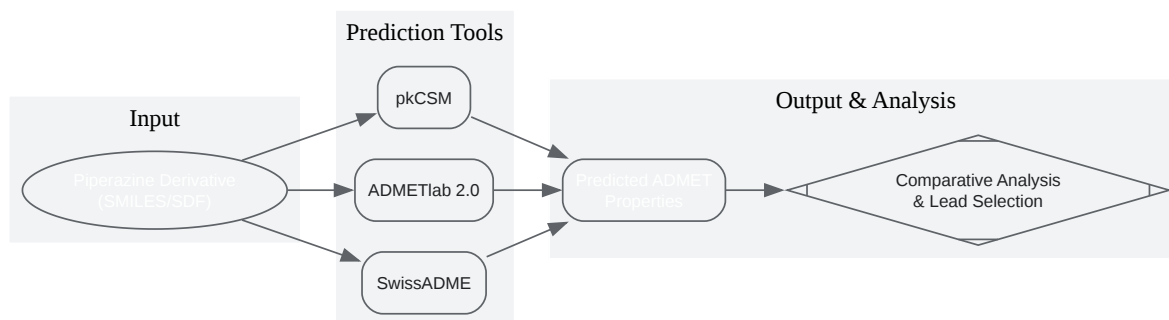 Input
Piperazine Derivative
(SMILES/SDF)
Prediction Tools
pkCSM
ADMETlab 2.0
SwissADME
Output & Analysis
Predicted ADMET
Properties
Comparative Analysis
& Lead Selection